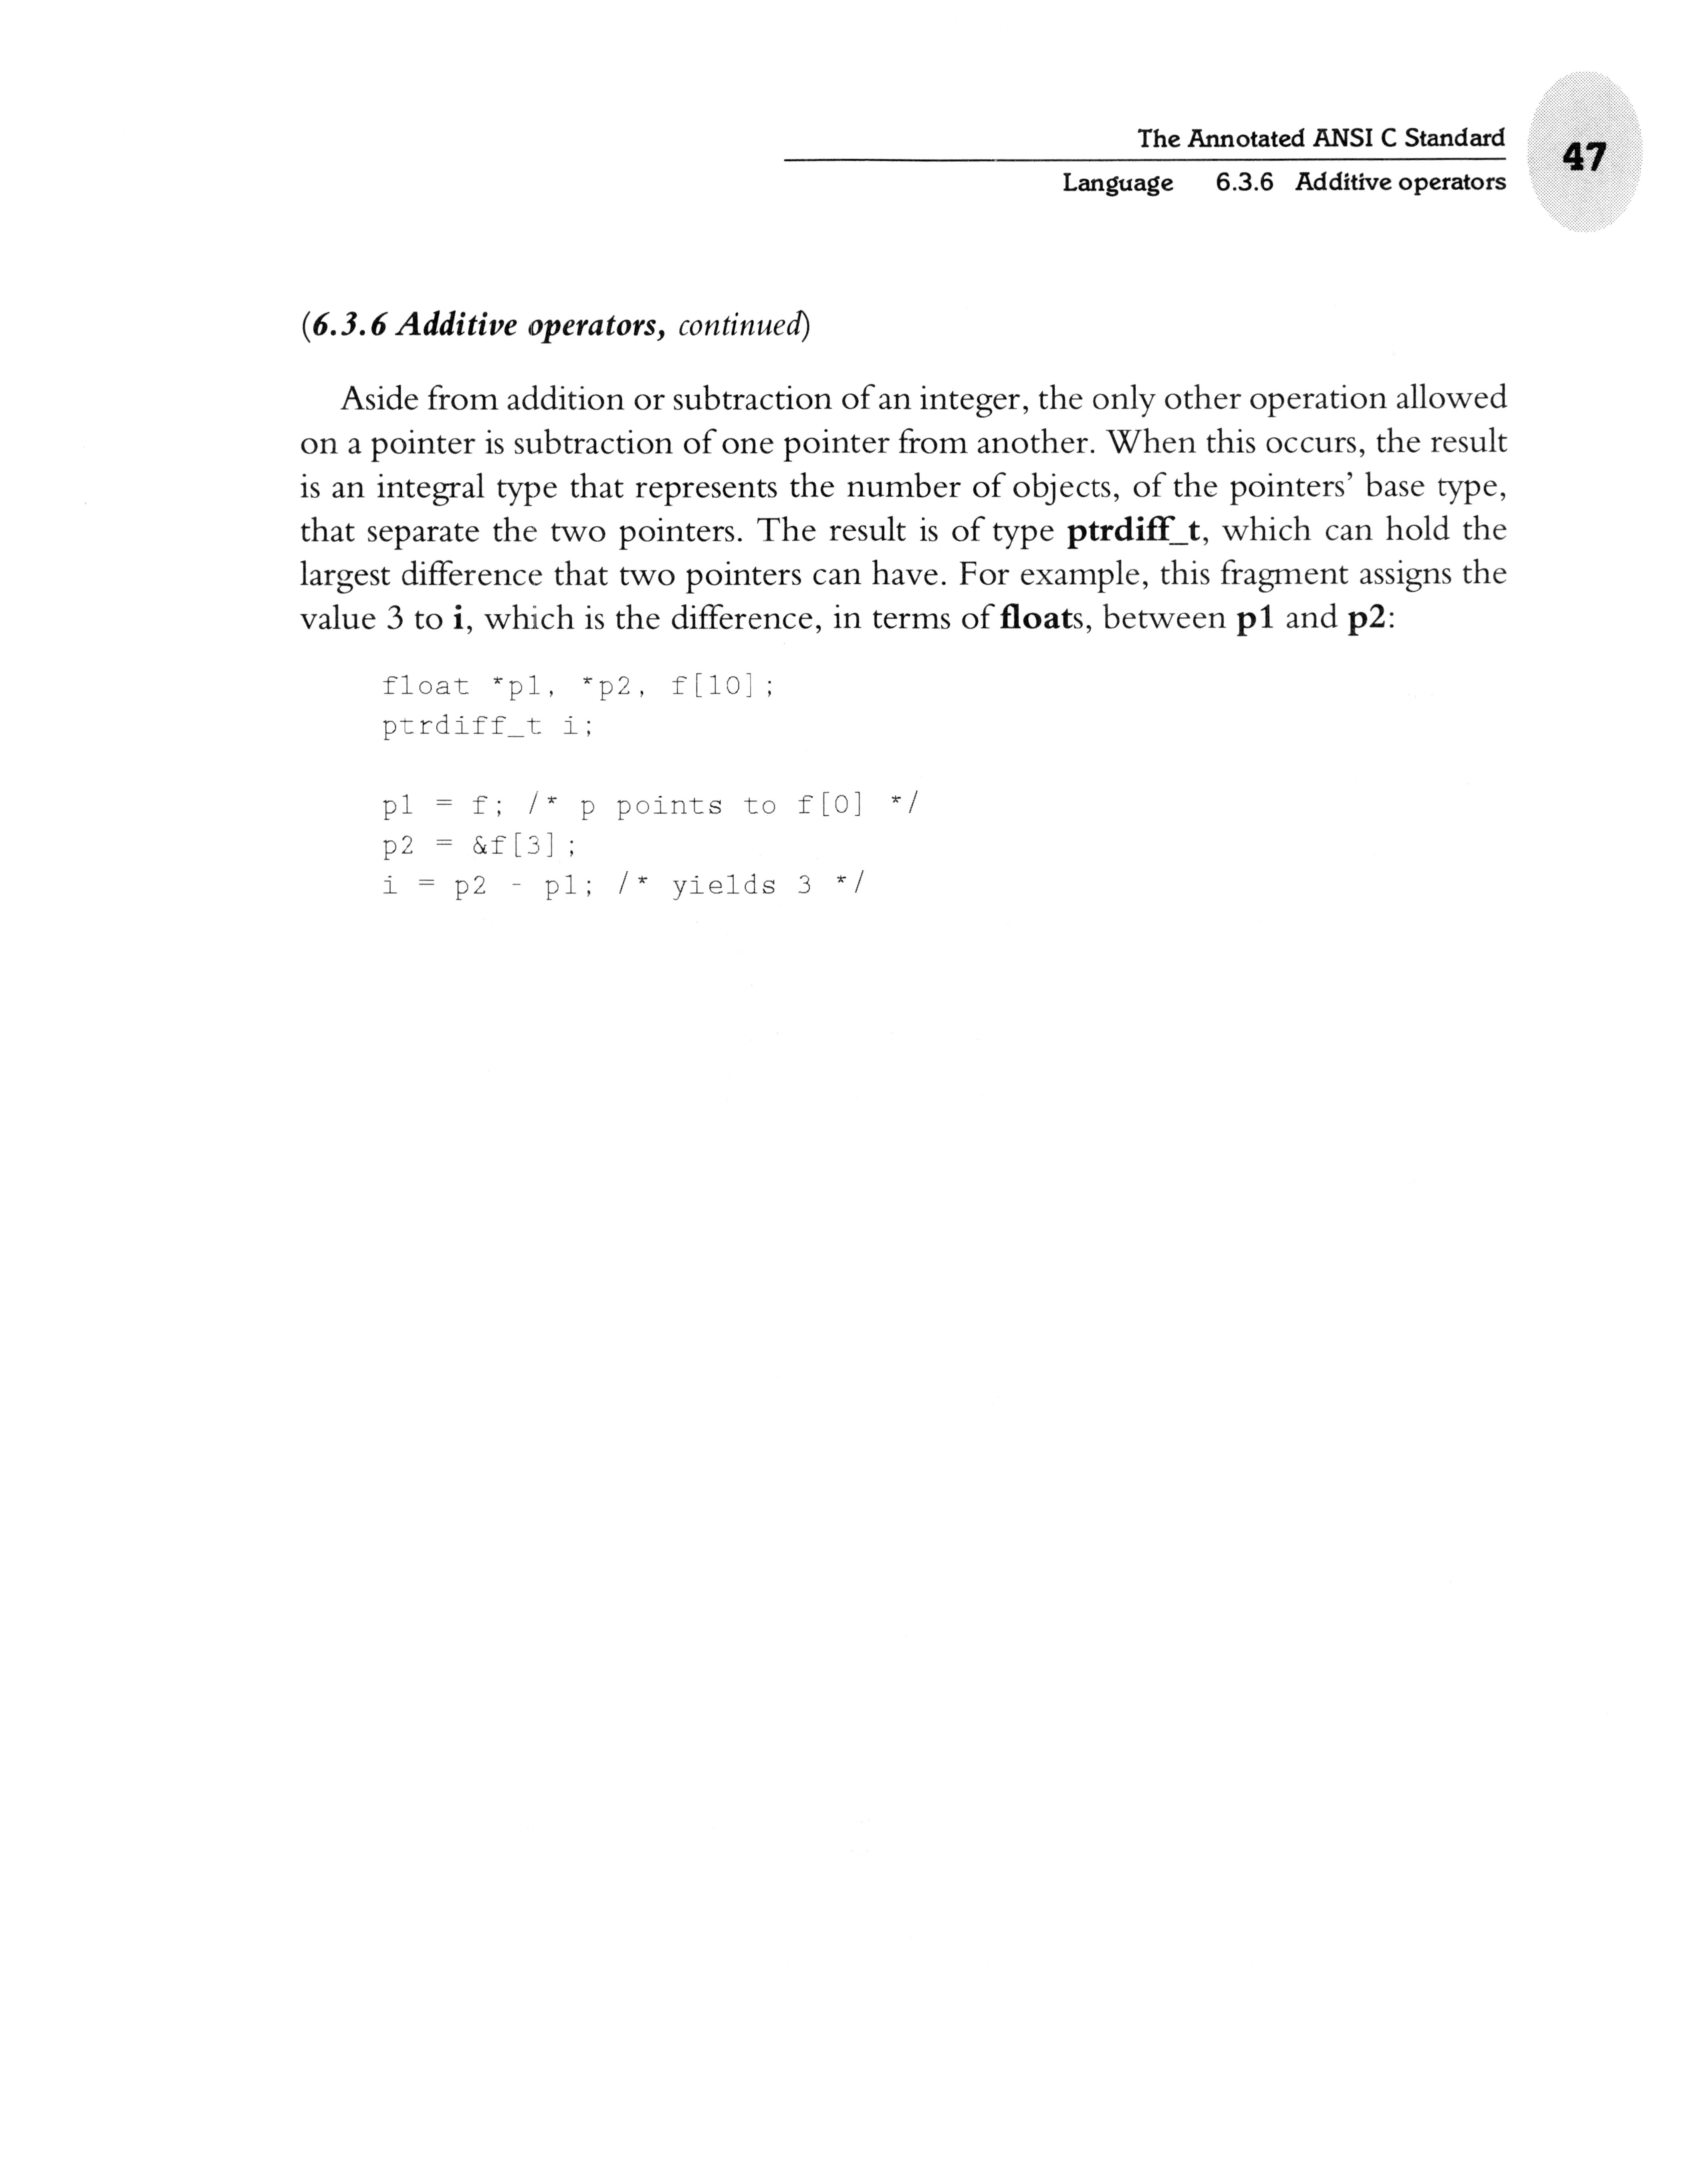 The Annotated ANSI C Standard
47
Language 6.3.6 Additive operators
(6.3.6 Additive operators, continued)
Aside from addition or subtraction of an integer, the only other operation allowed
on a pointer is subtraction of one pointer from another. When this occurs, the result
is an integral type that represents the number of objects, of the pointers’ base type,
that separate the two pointers. The result is of type ptrdiff_t, which can hold the
largest difference that two pointers can have. For example, this fragment assigns the
value 3 to i, which is the difference, in terms of floats, between p1 and p2:
float *p1, *p2, f[10];
ptrdiff_t i;
p1 = f; /* p points to f[0] */
p2 = &f[3];
i = p2 - p1; /* yields 3 */